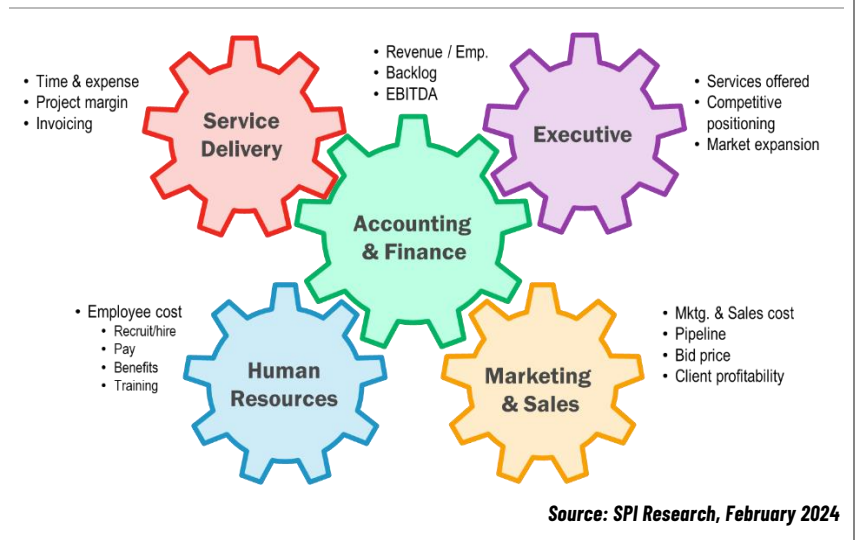 • Time & expense
• Project margin
• Invoicing
Service
Delivery
• Revenue / Emp.
• Backlog
• EBITDA
Accounting
& Finance
Executive
• Services offered
• Competitive
positioning
• Market expansion
• Employee cost
• Recruit/hire
• Pay
• Benefits
• Training
Human
Resources
Marketing
& Sales
• Mktg. & Sales cost
• Pipeline
• Bid price
• Client profitability
Source: SPI Research, February 2024